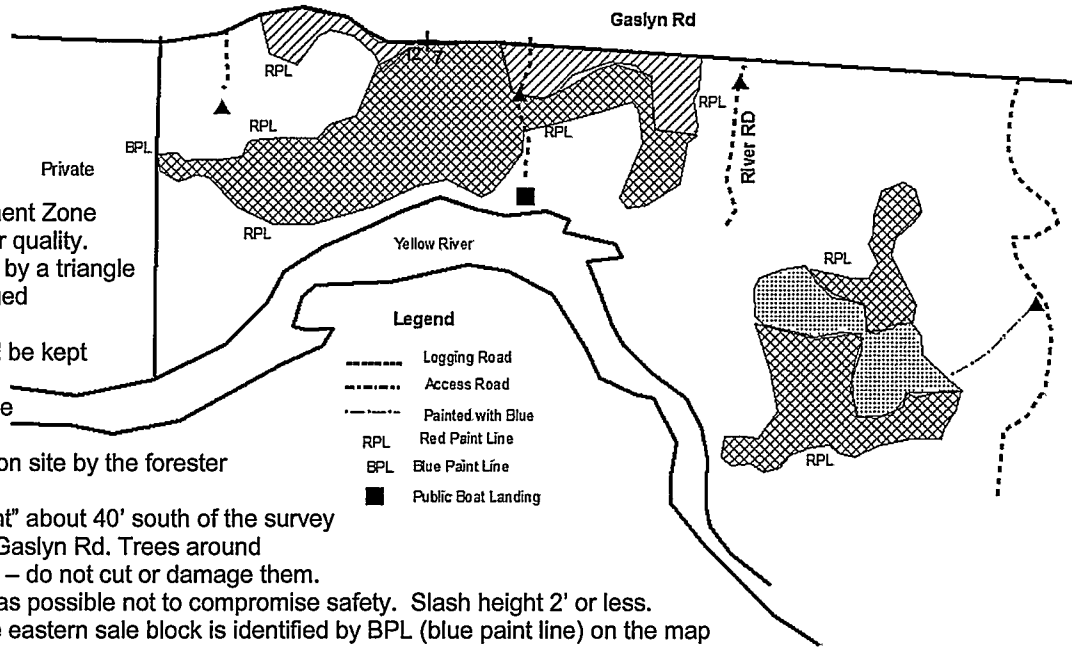 Gaslyn Rd
12 7
RPL
RPL
RPL
RPL
BPL
River RD
Private
ment Zone
r quality.
by a triangle
ged
RPL
Yellow River
RPL
Legend
be kept
Logging Road
Access Road
e
Painted with Blue
RPL Red Paint Line
on site by the forester
RPL
BPL Blue Paint Line
Public Boat Landing
nt” about 40' south of the survey
Gaslyn Rd. Trees around
– do not cut or damage them.
as possible not to compromise safety. Slash height 2' or less.
e eastern sale block is identified by BPL (blue paint line) on the map